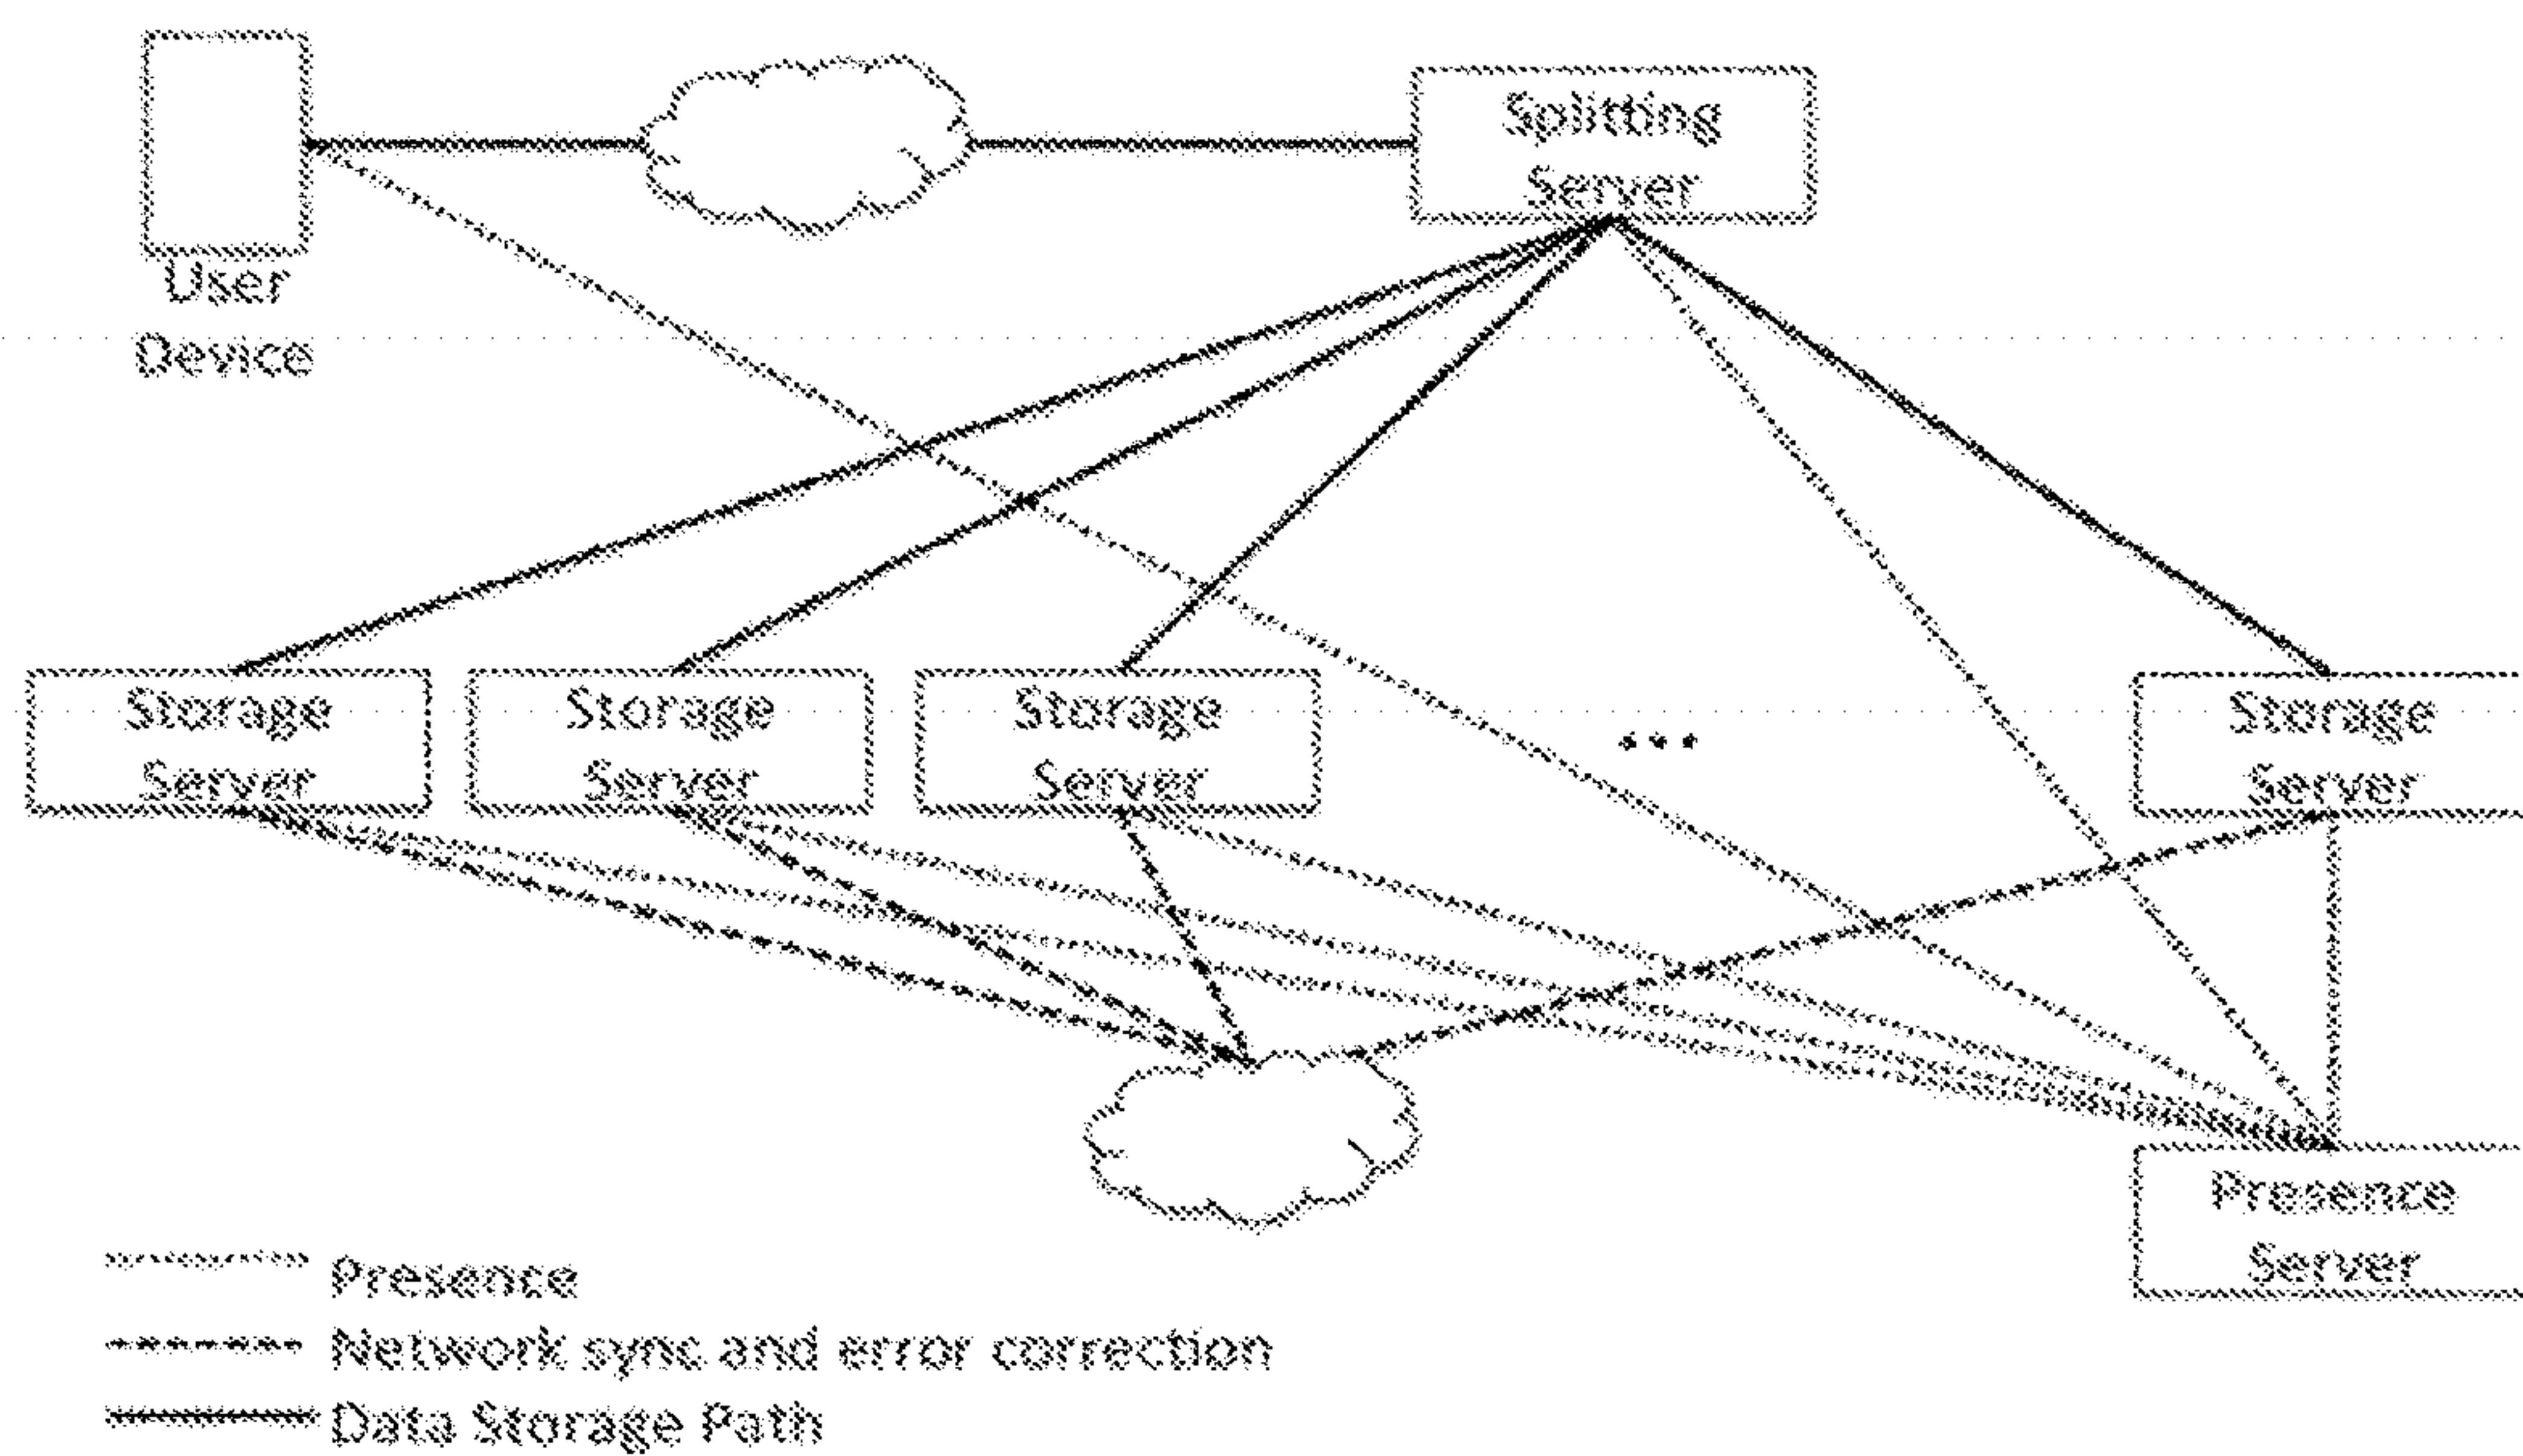 User
Device
Splitting
Server
Storage
Server
Storage
Server
Storage
Server
...
Storage
Server
Presence
Server
Presence
Network sync and error correction
Data Storage Path